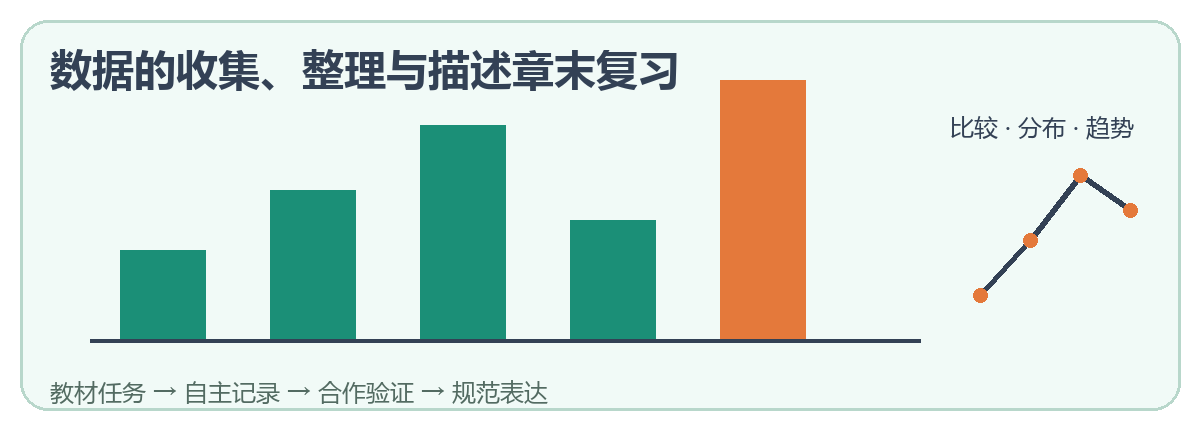 数据的收集、整理与描述章末复习
比较 · 分布 · 趋势
教材任务 → 自主记录 → 合作验证 → 规范表达